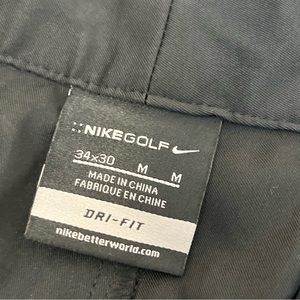 NIKEGOLF
34x30 M M
MADE IN CHINA
FABRIQUE EN CHINE
DRI-FIT
nikebetterworld.com